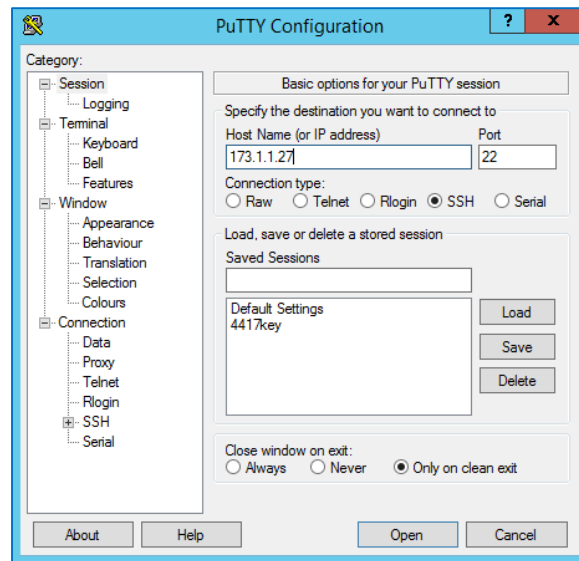 PuTTY Configuration
? x
Category:
Session
Logging
Terminal
Keyboard
Bell
Features
Window
Appearance
Behaviour
Translation
Selection
Colours
Connection
Data
Proxy
Telnet
Rlogin
SSH
Serial
Basic options for your PuTTY session
Specify the destination you want to connect to
Host Name (or IP address) Port
173.1.1.27 22
Connection type:
Raw Telnet Rlogin SSH Serial
Load, save or delete a stored session
Saved Sessions
Default Settings
4417key
Load
Save
Delete
Close window on exit:
Always Never Only on clean exit
About Help Open Cancel